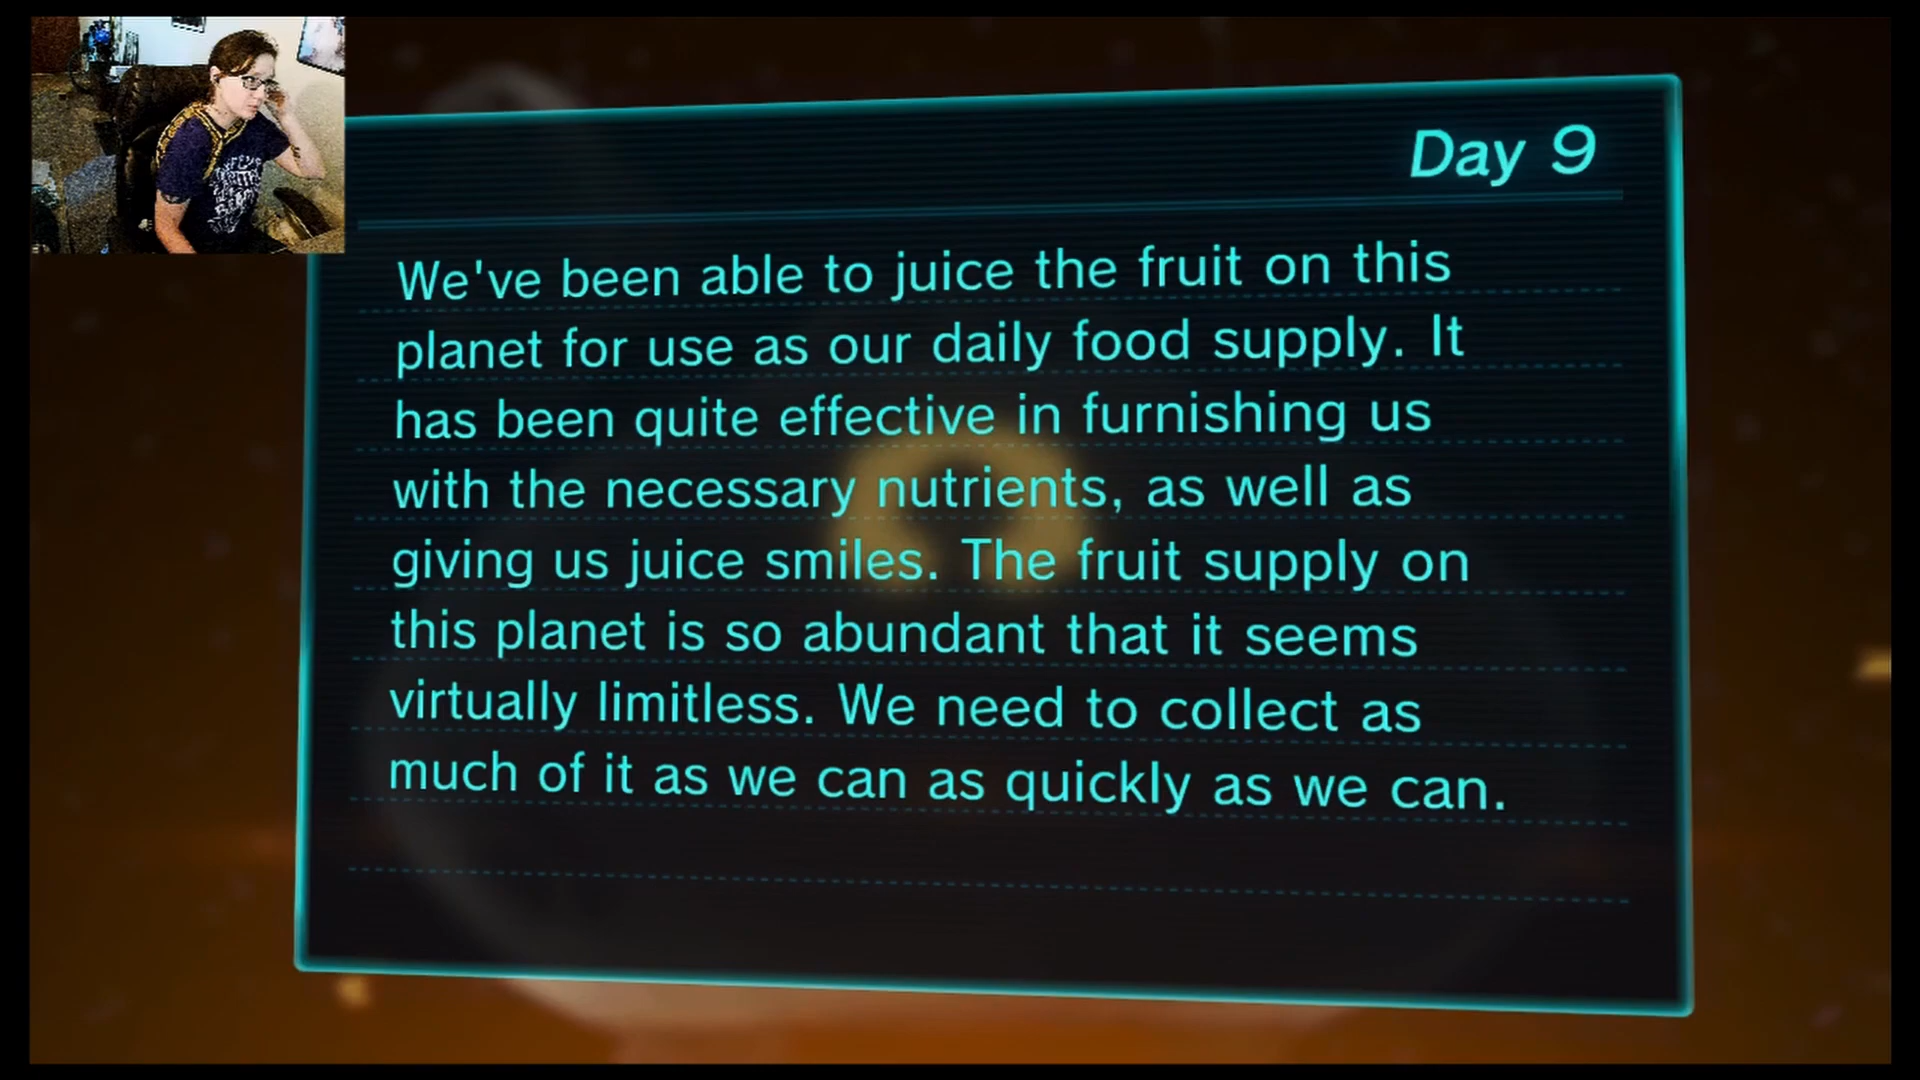 Day 9
We've been able to juice the fruit on this
planet for use as our daily food supply. It
has been quite effective in furnishing us
with the necessary nutrients, as well as
giving us juice smiles. The fruit supply on
this planet is so abundant that it seems
virtually limitless. We need to collect as
much of it as we can as quickly as we can.